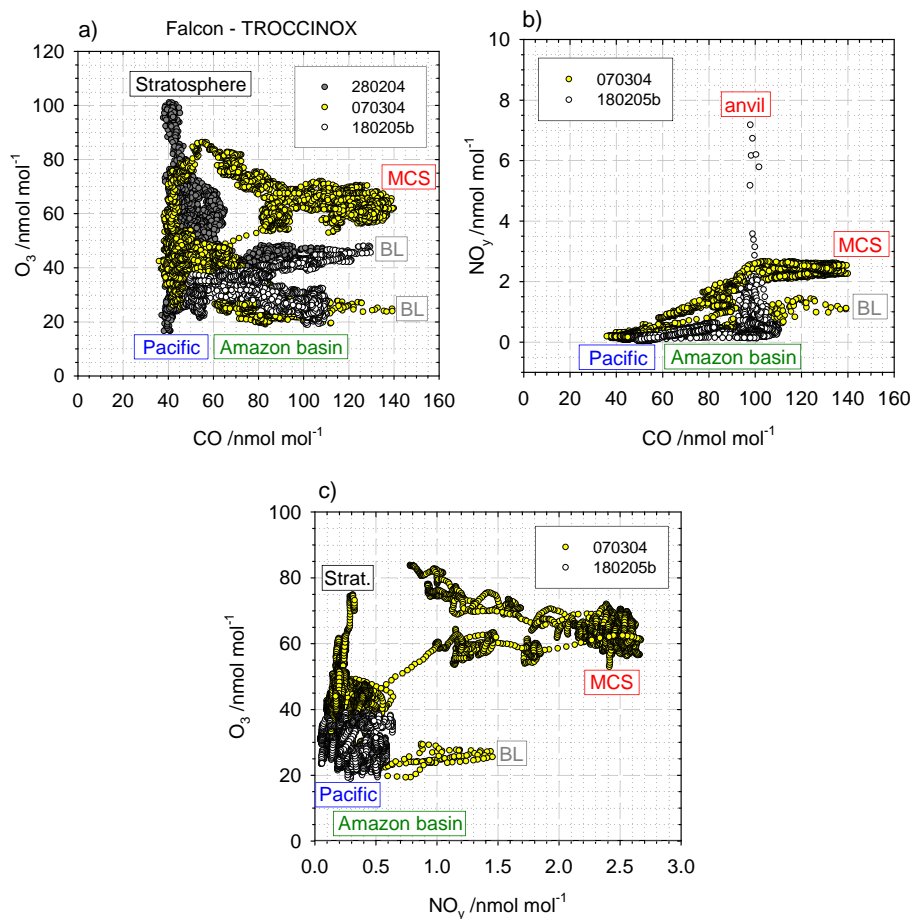 a) Falcon - TROCCINOX
120
100
80
60
40
20
0
O3 /nmol mol-1
Stratosphere
280204
070304
180205b
MCS
BL
BL
Pacific
Amazon basin
0 20 40 60 80 100 120 140 160
CO /nmol mol-1
b)
10
8
6
4
2
0
NOy/nmol mol-1
070304
180205b
anvil
MCS
BL
Pacific
Amazon basin
0 20 40 60 80 100 120 140 160
CO /nmol mol-1
c)
100
80
60
40
20
0
O3 /nmol mol-1
070304
180205b
Strat.
MCS
BL
Pacific
Amazon basin
0.0 0.5 1.0 1.5 2.0 2.5 3.0
NOy /nmol mol-1